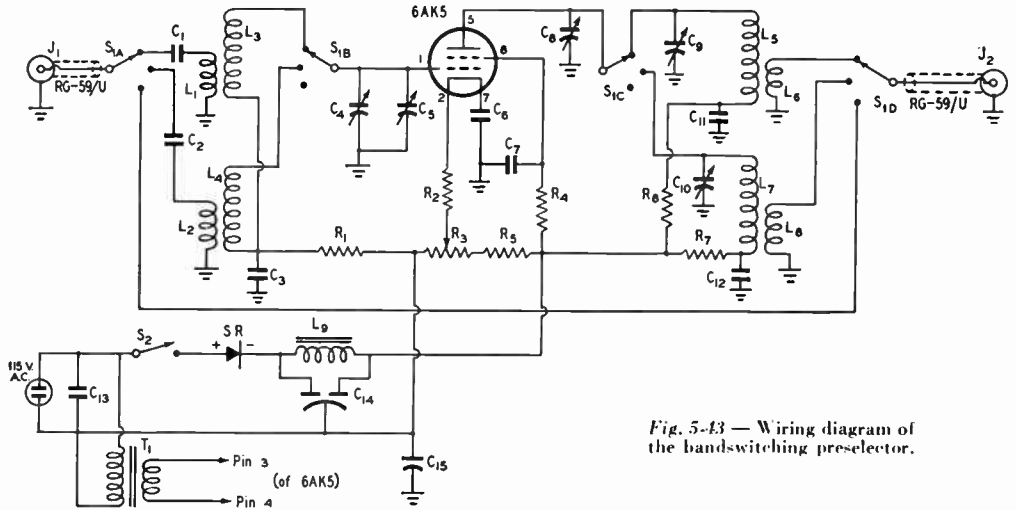 6AK5
J1
S1A
C1
L3
S1B
1
5
6
2
7
C8
S1C
C9
L5
J2
RG-59/U
L1
C4
C5
C6
C11
L6
S1D
RG-59/U
C2
C7
L4
R2
R4
R6
C10
L7
L2
R1
R3
R5
R7
L8
C3
C12
S2
SR
+
-
L9
115 V.
A.C.
C13
C14
T1
Pin 3
(of 6AK5)
Pin 4
C15
Fig. 5-43 — Wiring diagram of
the bandswitching preselector.